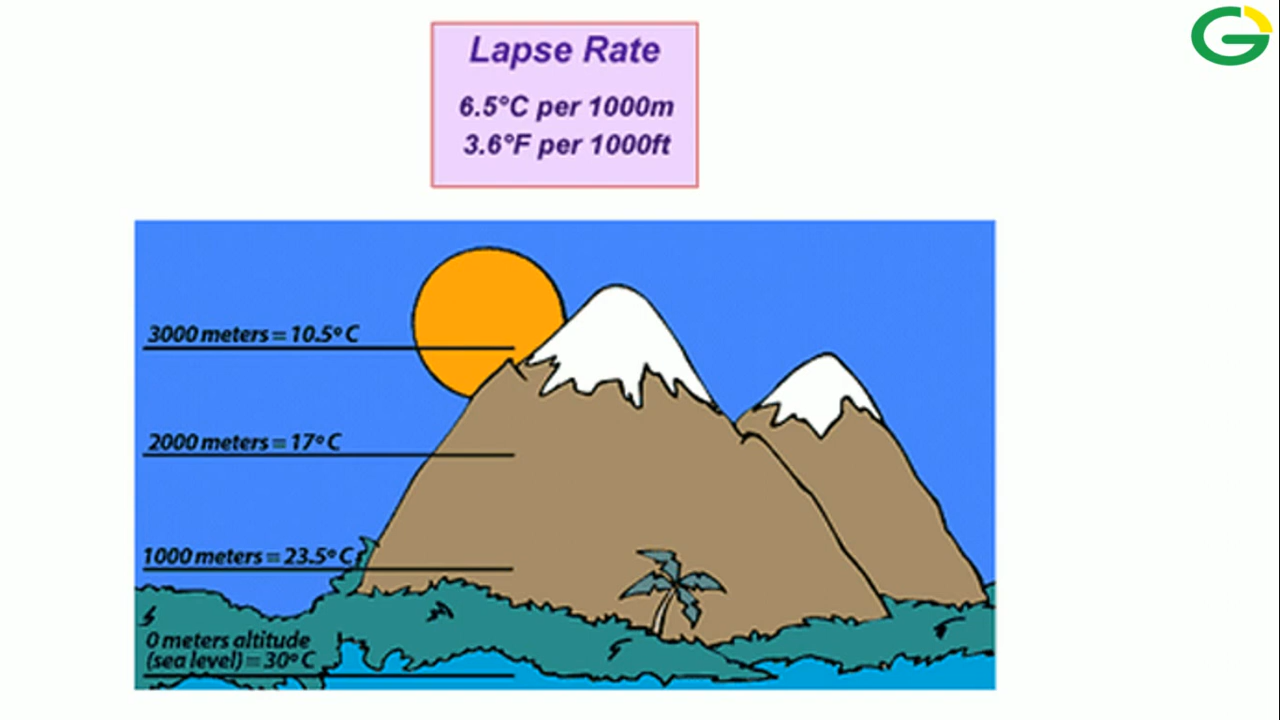 Lapse Rate
6.5°C per 1000m
3.6°F per 1000ft
3000 meters = 10.5° C
2000 meters = 17° C
1000 meters = 23.5° C
0 meters altitude
(sea level) = 30° C